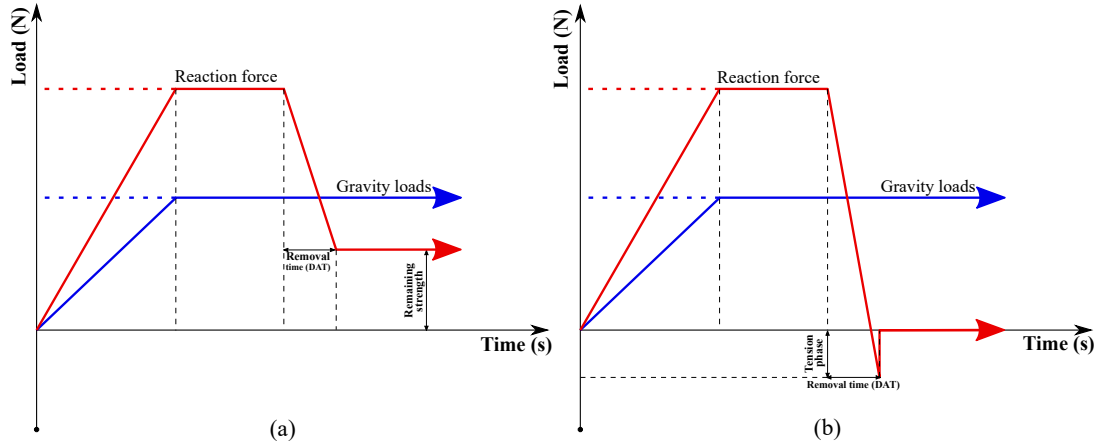 Load (N)
Reaction force
Gravity loads
Removal
time (DAT)
Remaining
strength
Time (s)
(a)
Load (N)
Reaction force
Gravity loads
Tension
phase
Removal time (DAT)
Time (s)
(b)